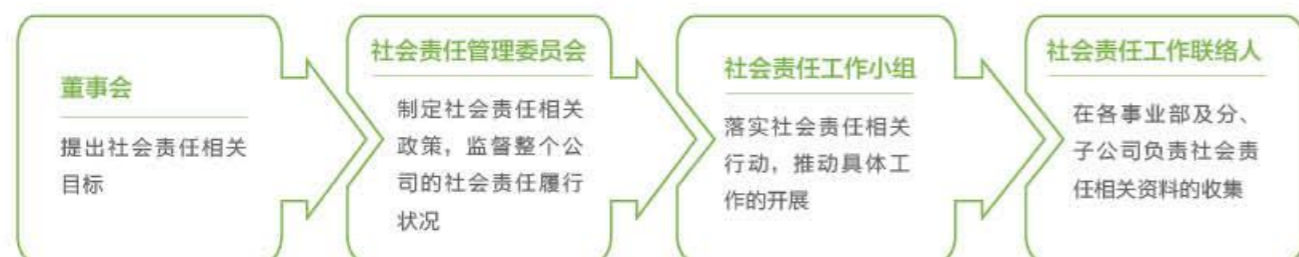 董事会
提出社会责任相关
目标
社会责任管理委员会
制定社会责任相关
政策，监督整个公
司的社会责任履行
状况
社会责任工作小组
落实社会责任相关
行动，推动具体工
作的开展
社会责任工作联络人
在各事业部及分、
子公司负责社会责
任相关资料的收集